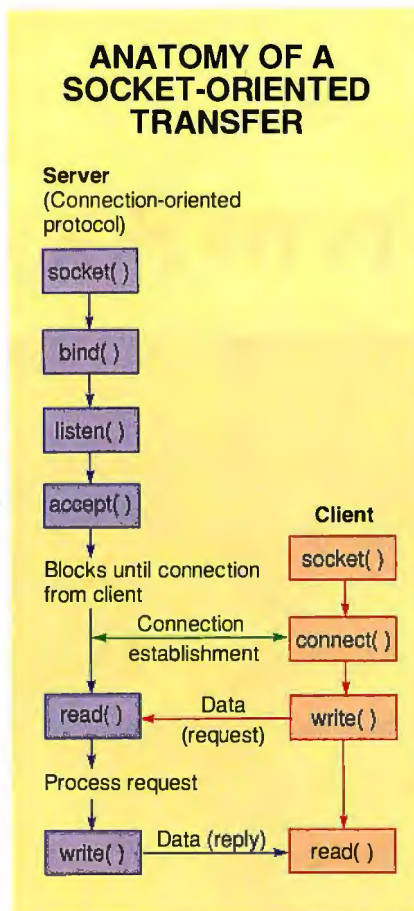 ANATOMY OF A
SOCKET-ORIENTED
TRANSFER
Server
(Connection-oriented
protocol)
socket( )
bind( )
listen( )
accept( )
Blocks until connection
from client
Client
socket( )
Connection
establishment
connect( )
read( )
Data
(request)
write( )
Process request
write( )
Data (reply)
read( )